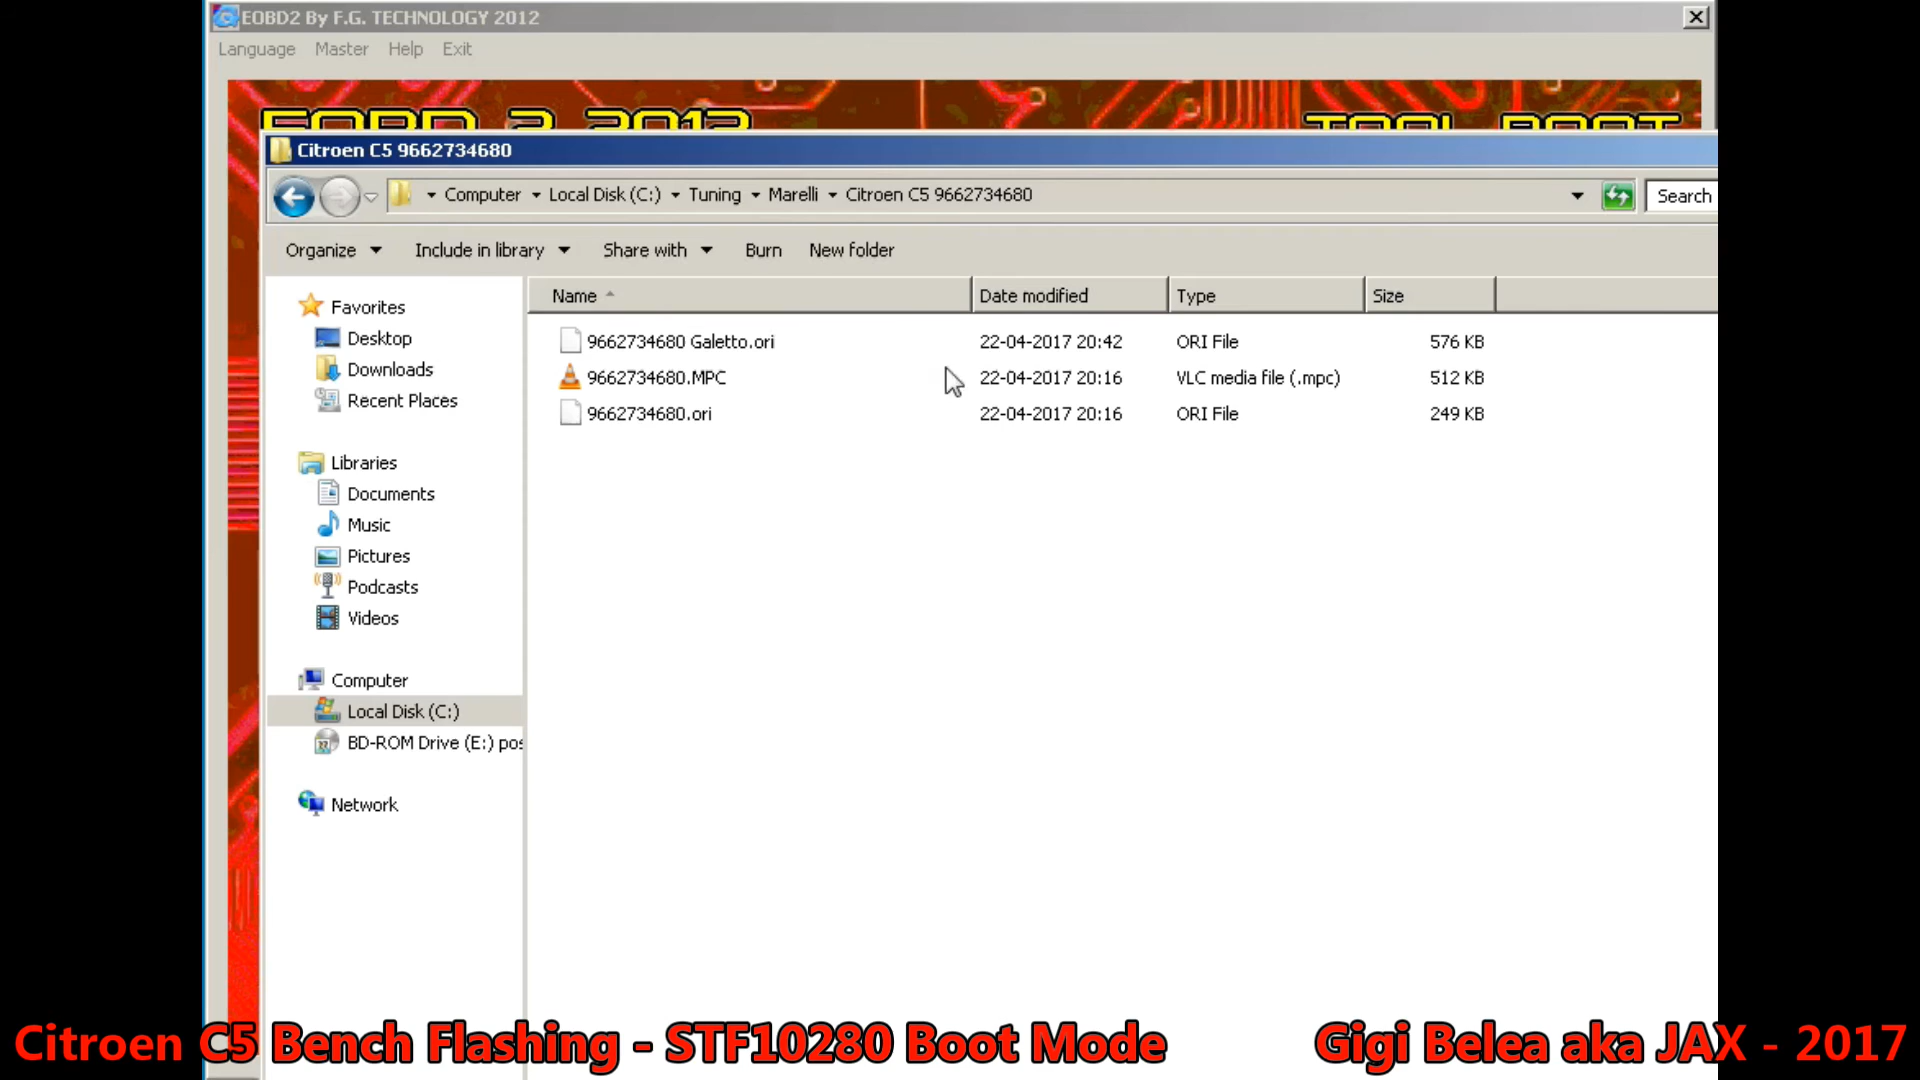 EOBD2 By F.G. TECHNOLOGY 2012
Language Master Help Exit
EOBD 2 2012 TOOL BOOT
Citroen C5 9662734680
Computer Local Disk (C:) Tuning Marelli Citroen C5 9662734680 Search
Organize Include in library Share with Burn New folder
Name Date modified Type Size
Favorites
Desktop
Downloads
Recent Places
Libraries
Documents
Music
Pictures
Podcasts
Videos
Computer
Local Disk (C:)
BD-ROM Drive (E:) pos
Network
9662734680 Galetto.ori 22-04-2017 20:42 ORI File 576 KB
9662734680.MPC 22-04-2017 20:16 VLC media file (.mpc) 512 KB
9662734680.ori 22-04-2017 20:16 ORI File 249 KB
Citroen C5 Bench Flashing - STF10280 Boot Mode Gigi Belea aka JAX - 2017